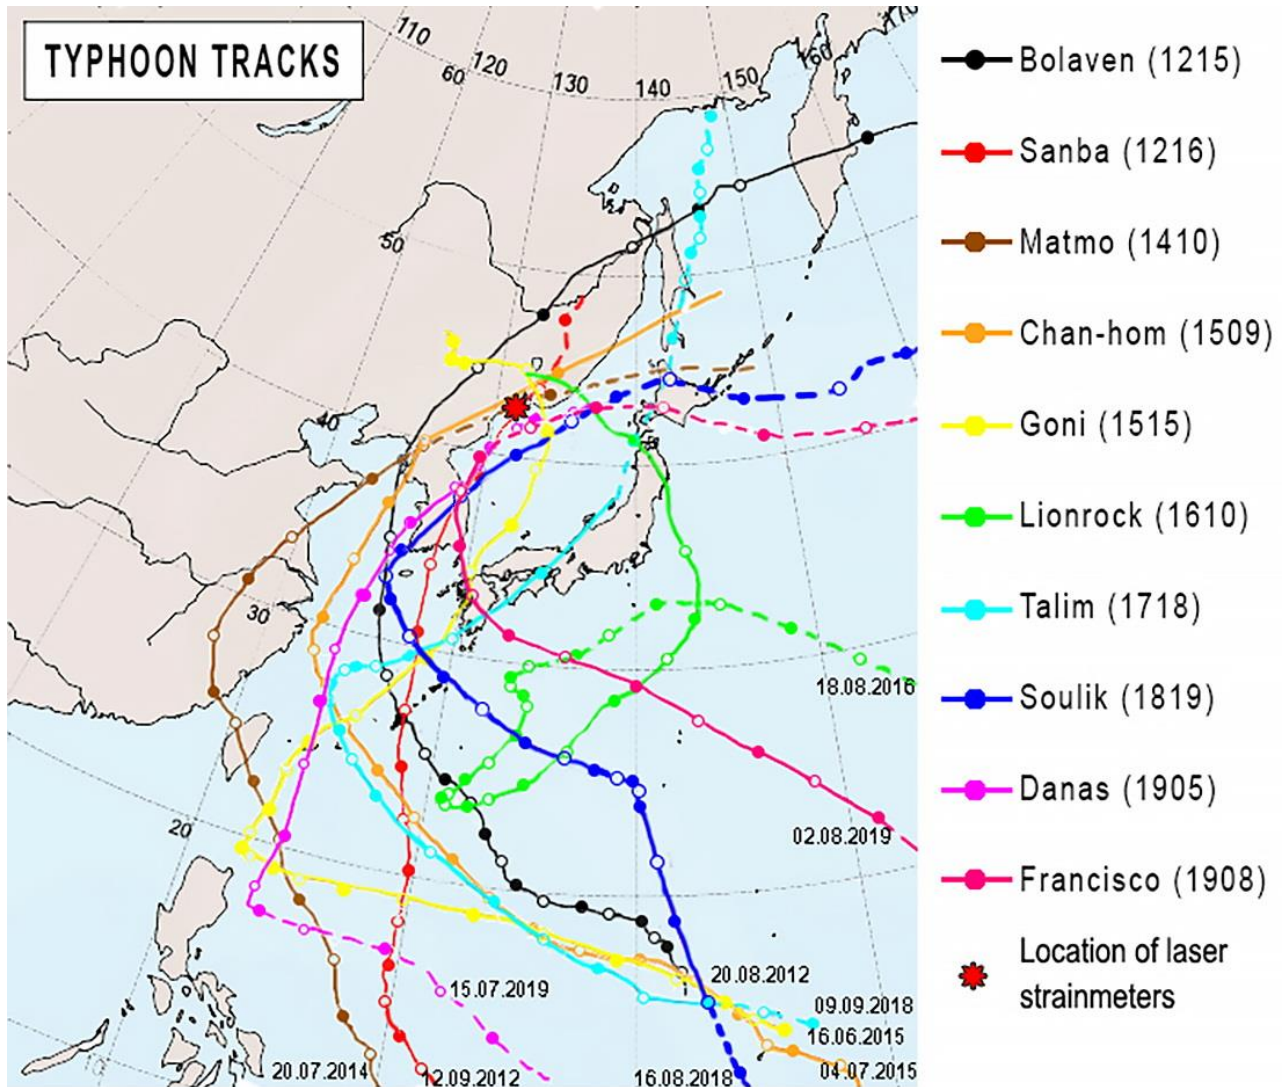 TYPHOON TRACKS
110
60
120
130
140
150
160
170
50
40
30
20
18.08.2016
02.08.2019
20.08.2012
15.07.2019
09.09.2018
16.06.2015
20.07.2014
12.09.2012
16.08.2018
04.07.2015
Bolaven (1215)
Sanba (1216)
Matmo (1410)
Chan-hom (1509)
Goni (1515)
Lionrock (1610)
Talim (1718)
Soulik (1819)
Danas (1905)
Francisco (1908)
Location of laser
strainmeters